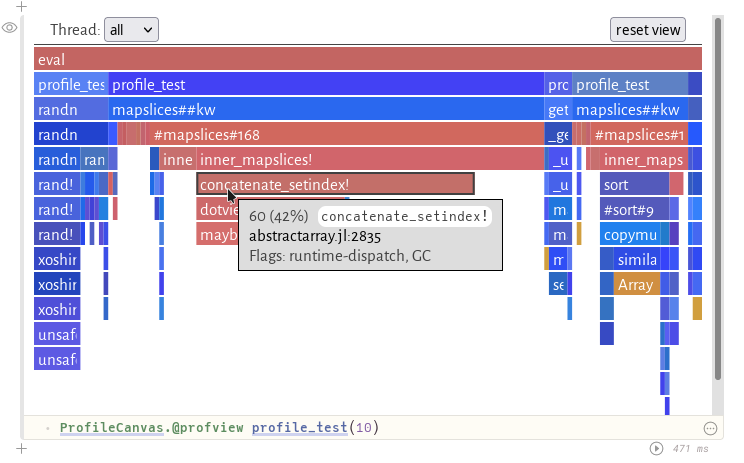 Thread: all reset view
eval
profile_tes profile_test pro profile_test
randn mapslices##kw get mapslices##kw
randn #mapslices#168 _ge #mapslices#1
randn ran inne inner_mapslices! _u inner_maps
rand! concatenate_setindex! _u sort
rand! dotvie m #sort#9
rand! mayb m copymu
xoshir m simila
xoshir se Array
xoshir
unsafe
unsafe
60 (42%) concatenate_setindex!
abstractarray.jl:2835
Flags: runtime-dispatch, GC
ProfileCanvas.@profview profile_test(10)
471 ms